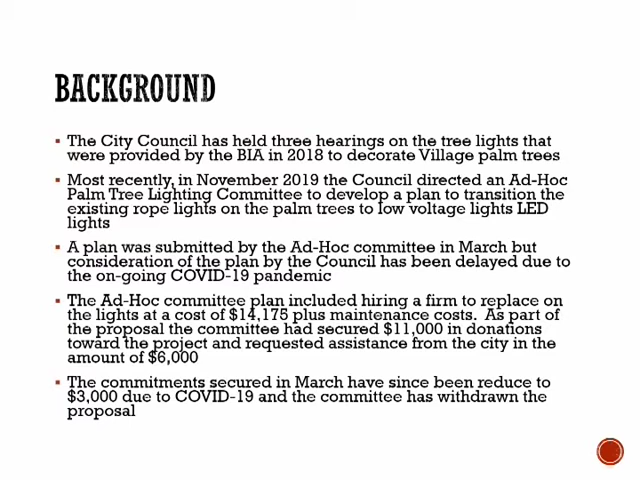 BACKGROUND
▪ The City Council has held three hearings on the tree lights that
were provided by the BIA in 2018 to decorate Village palm trees
▪ Most recently, in November 2019 the Council directed an Ad-Hoc
Palm Tree Lighting Committee to develop a plan to transition the
existing rope lights on the palm trees to low voltage lights LED
lights
▪ A plan was submitted by the Ad-Hoc committee in March but
consideration of the plan by the Council has been delayed due to
the on-going COVID-19 pandemic
▪ The Ad-Hoc committee plan included hiring a firm to replace on
the lights at a cost of $14,175 plus maintenance costs. As part of
the proposal the committee had secured $11,000 in donations
toward the project and requested assistance from the city in the
amount of $6,000
▪ The commitments secured in March have since been reduce to
$3,000 due to COVID-19 and the committee has withdrawn the
proposal